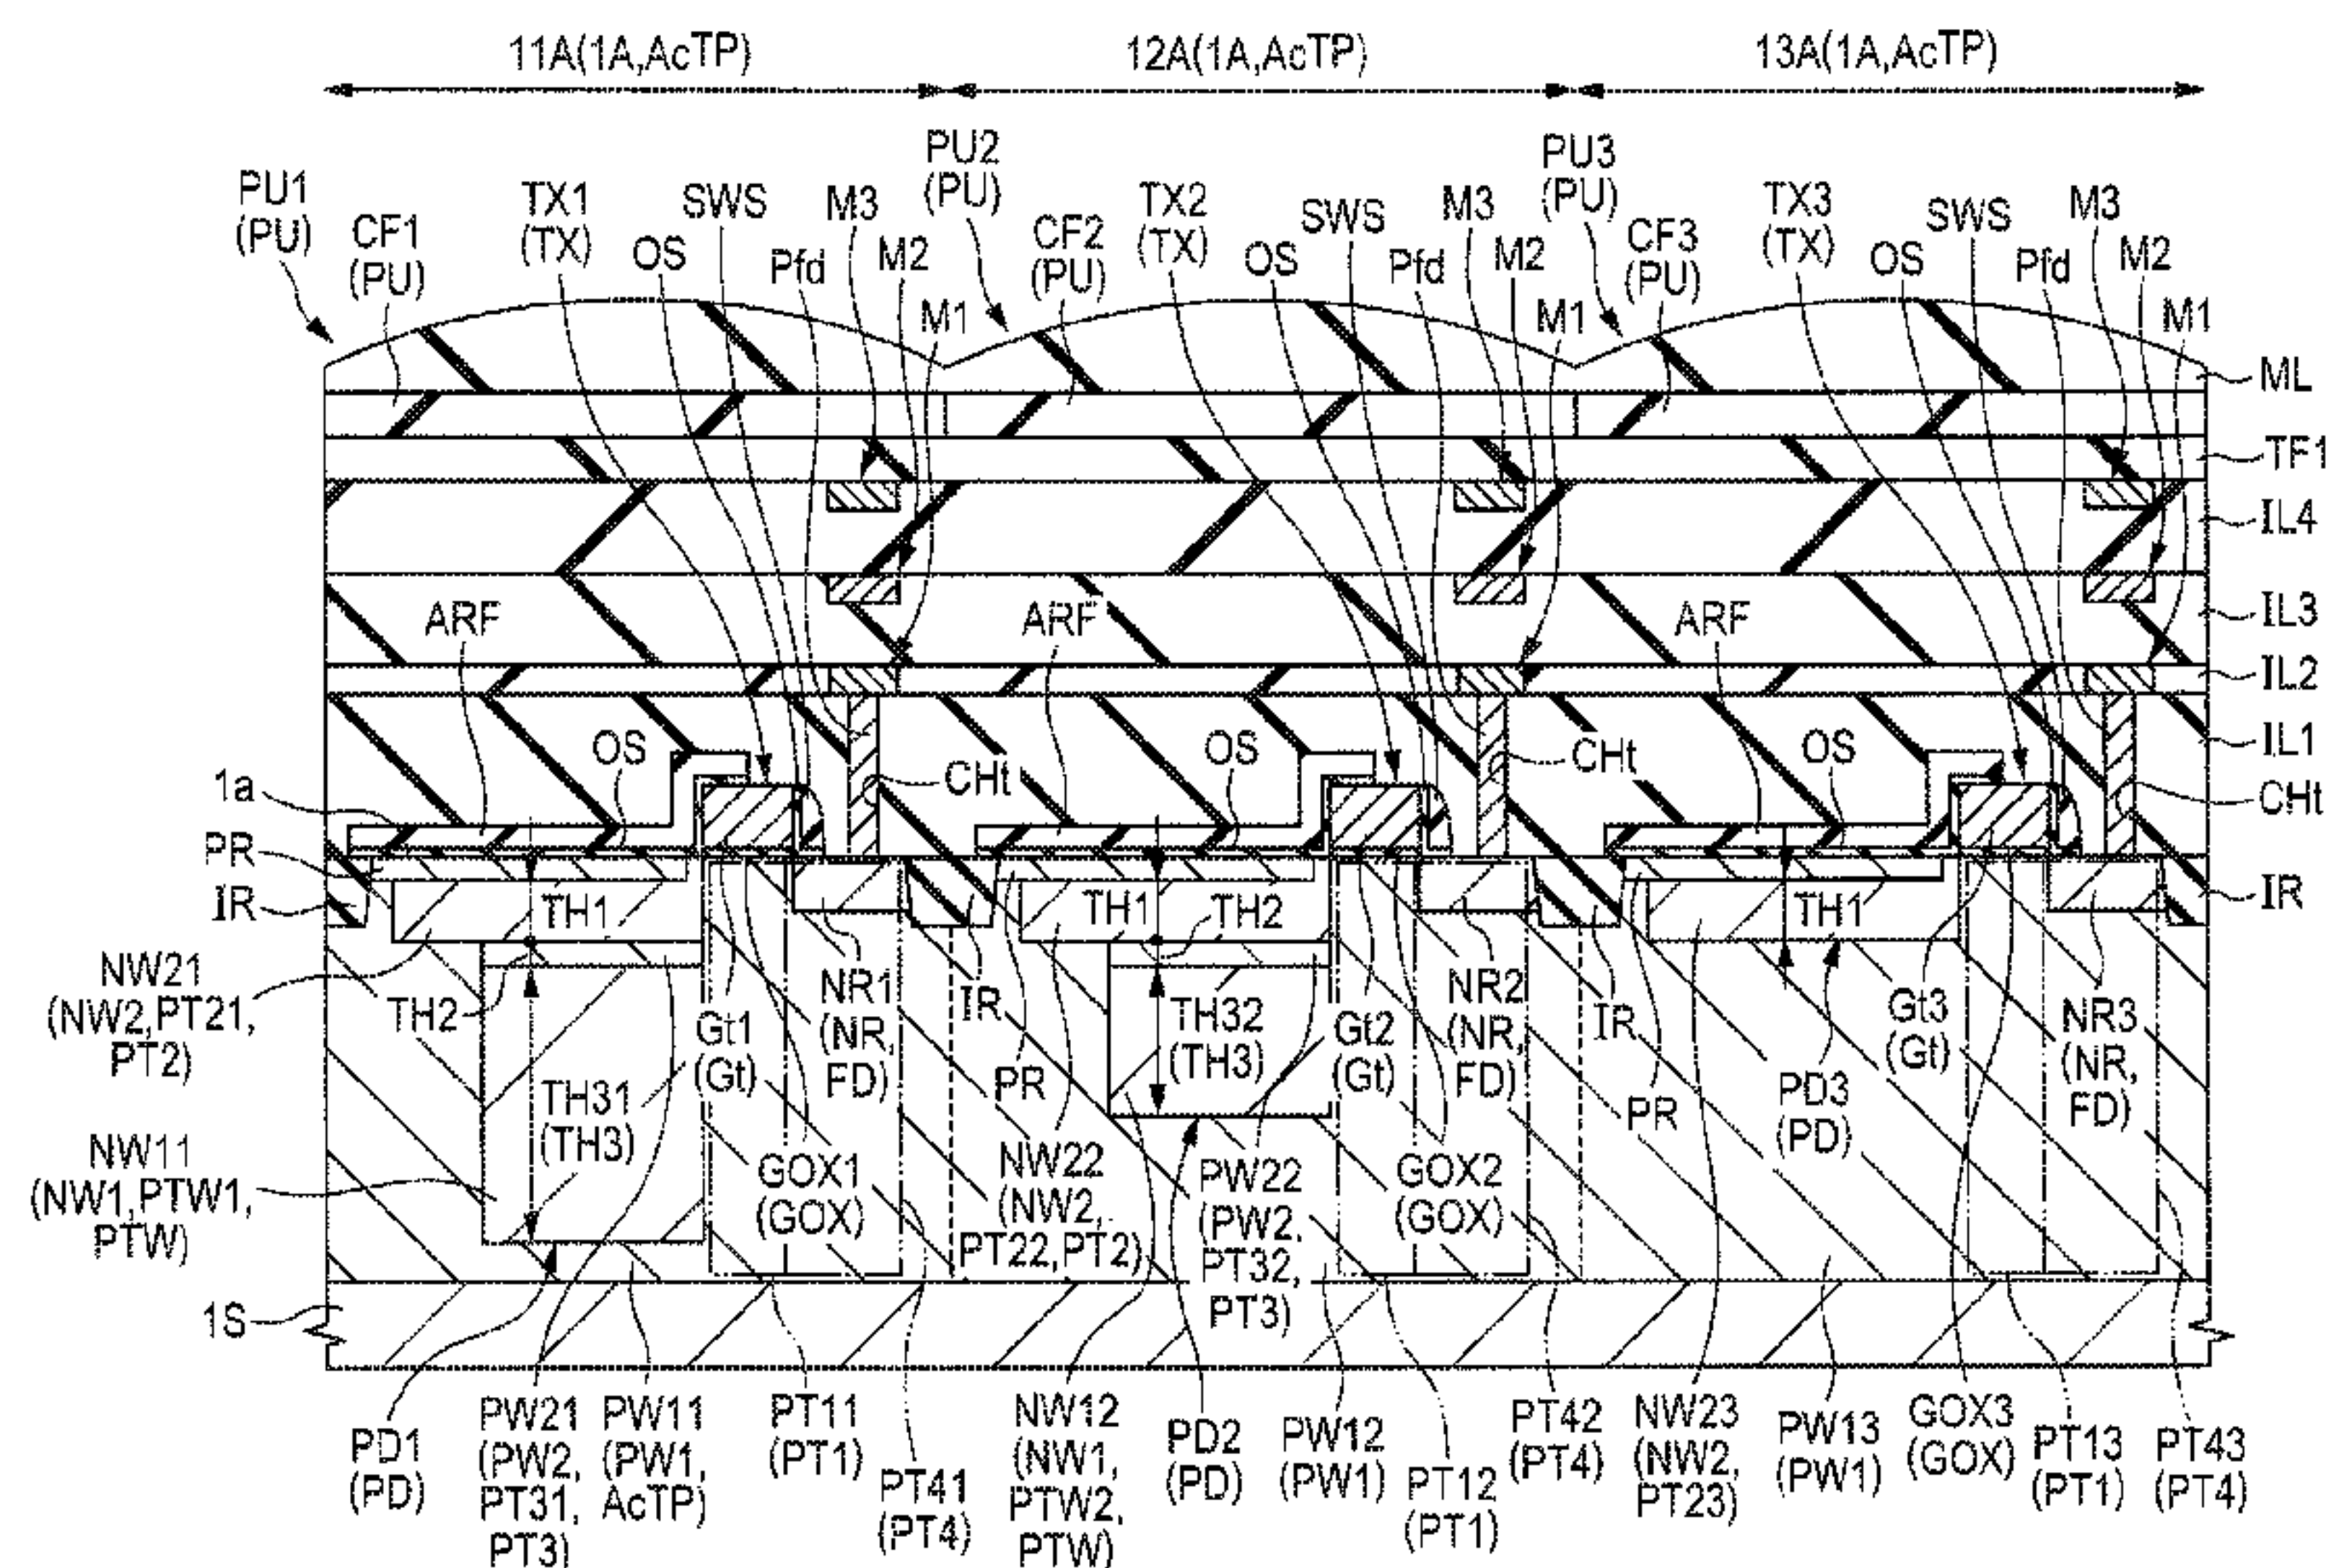 11A(1A,AcTP)
12A(1A,AcTP)
13A(1A,AcTP)
PU1
(PU)
CF1
(PU)
TX1
(TX)
OS
SWS
Pfd
M3
M2
M1
PU2
(PU)
CF2
(PU)
TX2
(TX)
OS
SWS
Pfd
M3
M2
M1
PU3
(PU)
CF3
(PU)
TX3
(TX)
OS
SWS
Pfd
M3
M2
M1
ML
TF1
IL4
IL3
IL2
IL1
CHt
IR
ARF
ARF
ARF
OS
OS
OS
CHt
CHt
1a
PR
IR
TH1
TH1
TH2
TH1
NW21
(NW2,PT21,
PT2)
TH2
NR1
(NR,
FD)
IR
Gt1
(Gt)
TH32
(TH3)
Gt2
(Gt)
NR2
(NR,
FD)
IR
Gt3
(Gt)
NR3
(NR,
FD)
PR
PR
PD3
(PD)
TH31
(TH3)
NW11
(NW1,PTW1,
PTW)
GOX1
(GOX)
NW22
(NW2,
PT22,PT2)
PW22
(PW2,
PT32,
PT3)
GOX2
(GOX)
1S
PD1
(PD)
PW21
(PW2,
PT31,
PT3)
PW11
(PW1,
AcTP)
PT11
(PT1)
PT41
(PT4)
NW12
(NW1,
PTW2,
PTW)
PD2
(PD)
PW12
(PW1)
PT12
(PT1)
PT42
(PT4)
NW23
(NW2,
PT23)
PW13
(PW1)
GOX3
(GOX)
PT13
(PT1)
PT43
(PT4)